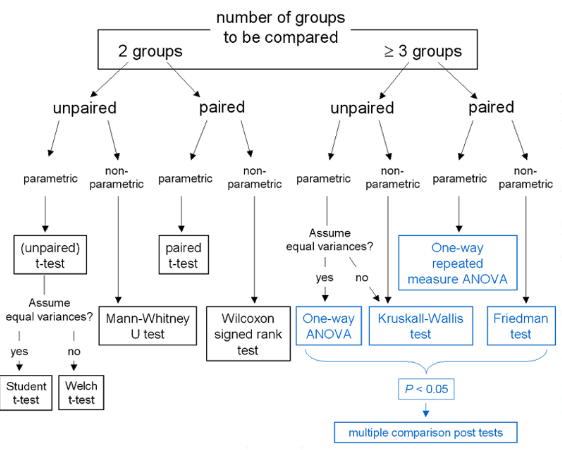 number of groups
to be compared
2 groups
≥ 3 groups
unpaired
paired
unpaired
paired
parametric
non-
parametric
parametric
non-
parametric
parametric
non-
parametric
parametric
non-
parametric
(unpaired)
t-test
paired
t-test
Assume
equal variances?
yes
no
One-way
repeated
measure ANOVA
Assume
equal variances?
yes
no
Mann-Whitney
U test
Wilcoxon
signed rank
test
One-way
ANOVA
Kruskall-Wallis
test
Friedman
test
Student
t-test
Welch
t-test
P < 0.05
multiple comparison post tests